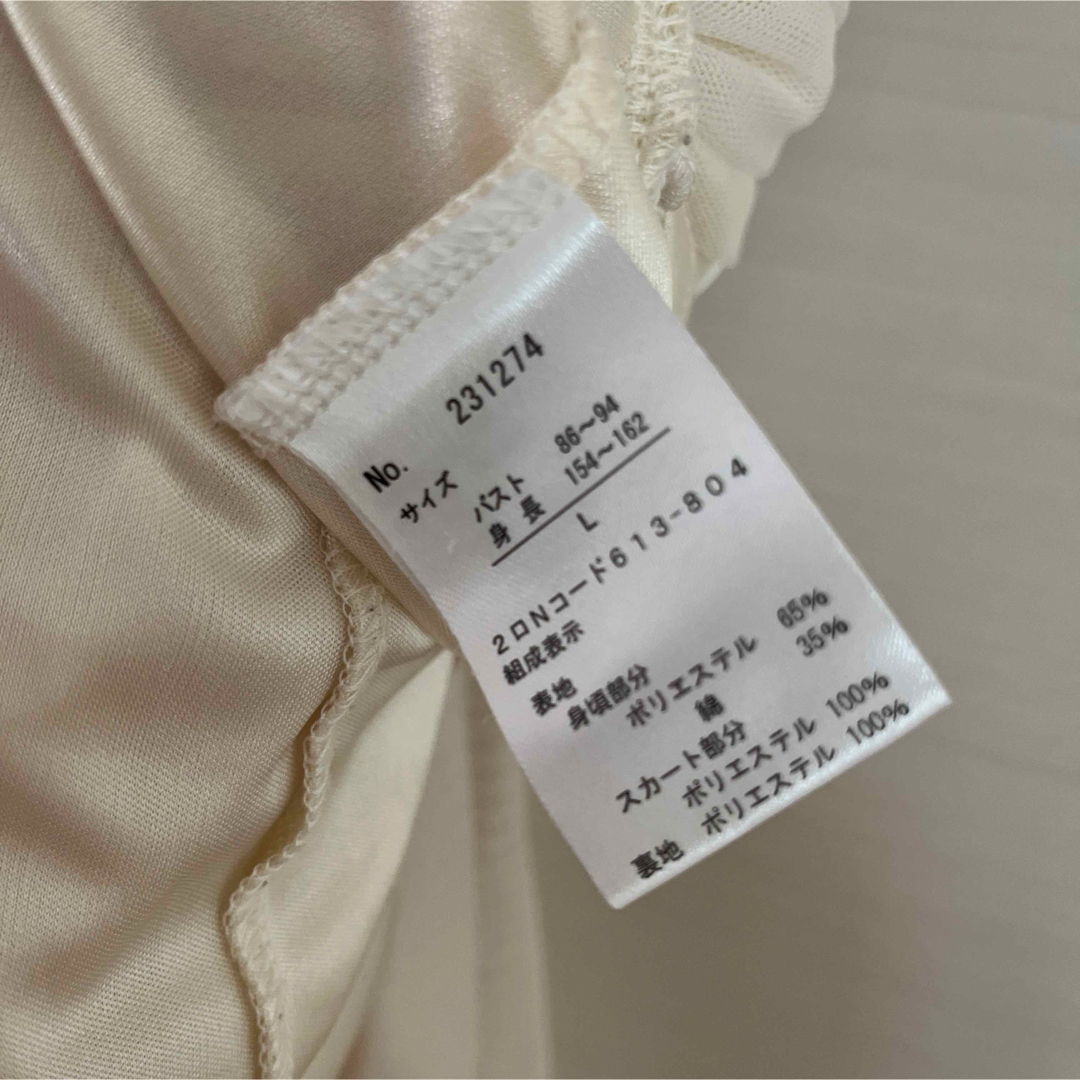 No. 231274
サイズ
バスト 86～94
身長 154～162
L
2ロNコード613-804
組成表示
表地
身頃部分
ポリエステル 65%
綿 35%
スカート部分
ポリエステル 100%
裏地 ポリエステル 100%